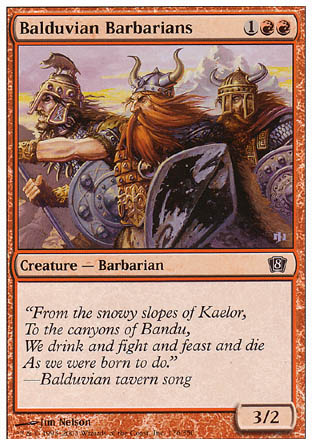 Balduvian Barbarians 1
Creature — Barbarian 8
“From the snowy slopes of Kaelor,
To the canyons of Bandu,
We drink and fight and feast and die
As we were born to do.”
—Balduvian tavern song
Jim Nelson
3/2